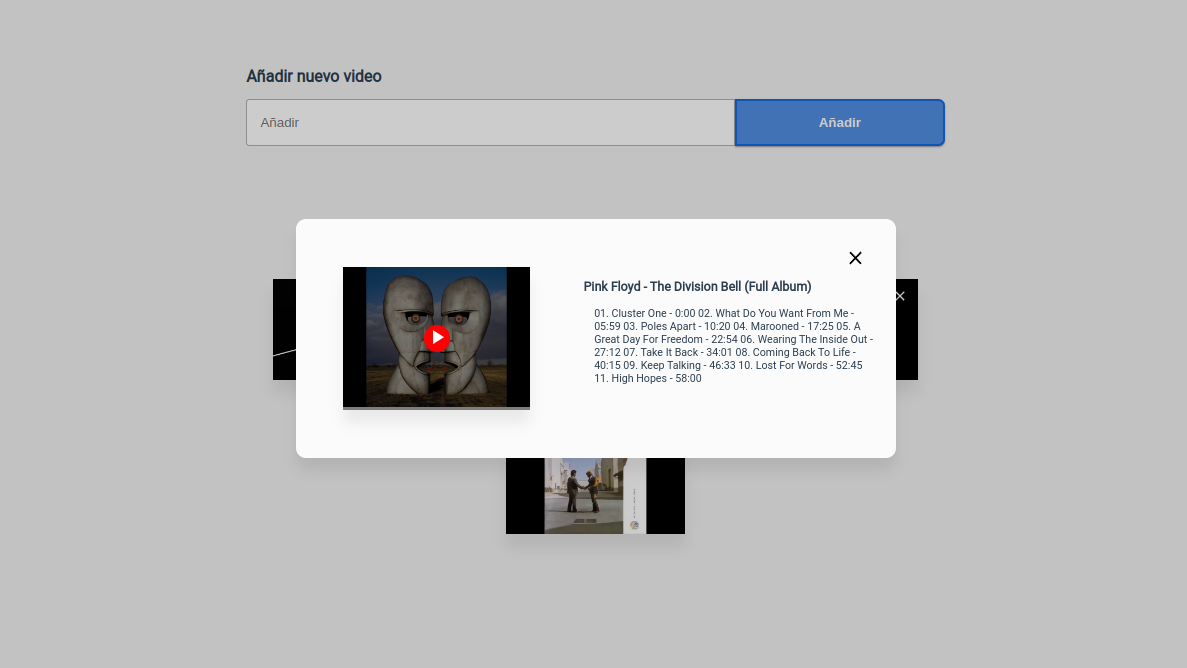 Añadir nuevo video
Añadir
Añadir
Pink Floyd - The Division Bell (Full Album)
01. Cluster One - 0:00 02. What Do You Want From Me -
05:59 03. Poles Apart - 10:20 04. Marooned - 17:25 05. A
Great Day For Freedom - 22:54 06. Wearing The Inside Out -
27:12 07. Take It Back - 34:01 08. Coming Back To Life -
40:15 09. Keep Talking - 46:33 10. Lost For Words - 52:45
11. High Hopes - 58:00